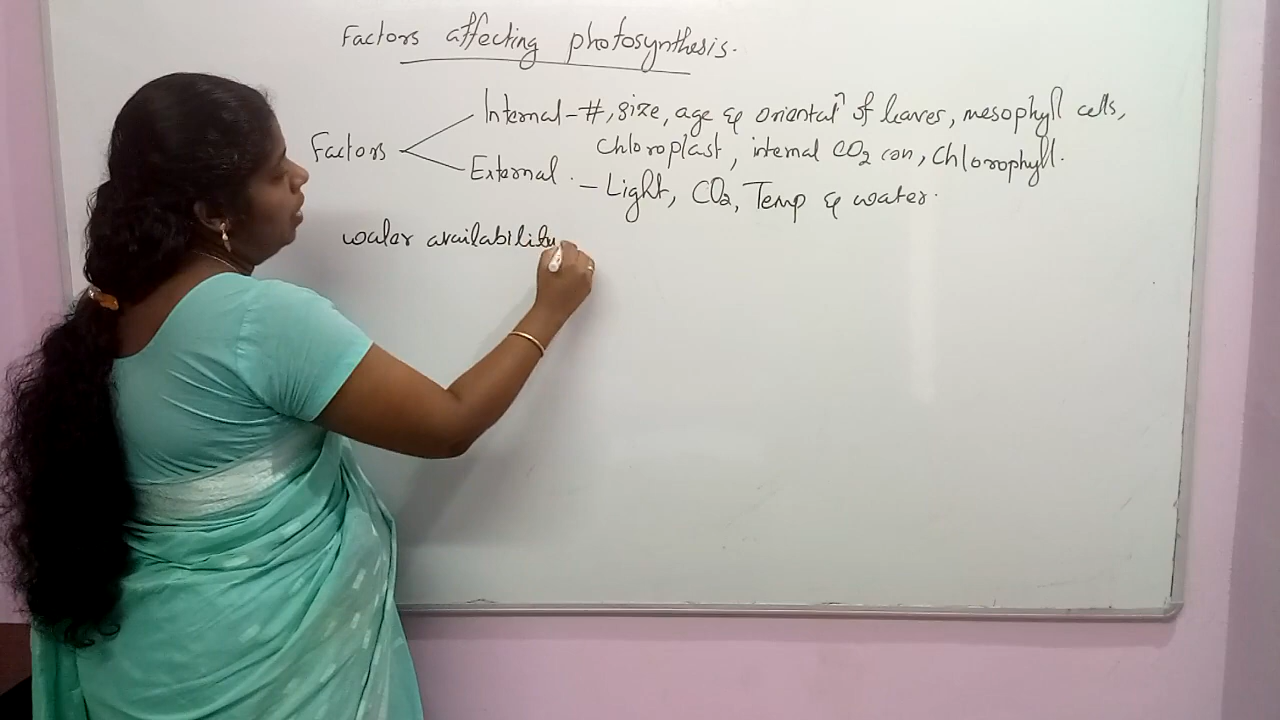 Factors affecting photosynthesis.
Internal - #, size, age & orientatⁿ of leaves, mesophyll cells,
Chloroplast, internal CO₂ con, Chlorophyll.
Factors
External - Light, CO₂, Temp & water.
water availability